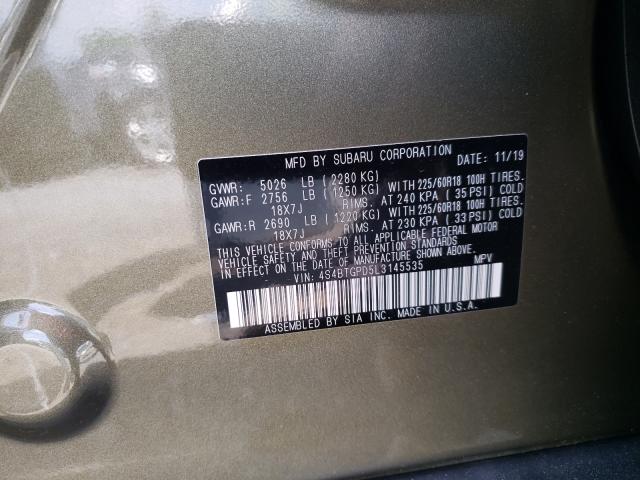 MFD BY SUBARU CORPORATION DATE: 11/19
GVWR: 5026 LB (2280 KG)
GAWR:F 2756 LB (1250 KG) WITH 225/60R18 100H TIRES.
18X7J RIMS. AT 240 KPA (35 PSI) COLD
GAWR:R 2690 LB (1220 KG) WITH 225/60R18 100H TIRES.
18X7J RIMS. AT 230 KPA (33 PSI) COLD
THIS VEHICLE CONFORMS TO ALL APPLICABLE FEDERAL MOTOR
VEHICLE SAFETY AND THEFT PREVENTION STANDARDS
IN EFFECT ON THE DATE OF MANUFACTURE SHOWN ABOVE.
VIN: 4S4BTGPD5L3145535 MPV
ASSEMBLED BY SIA INC. MADE IN U.S.A.